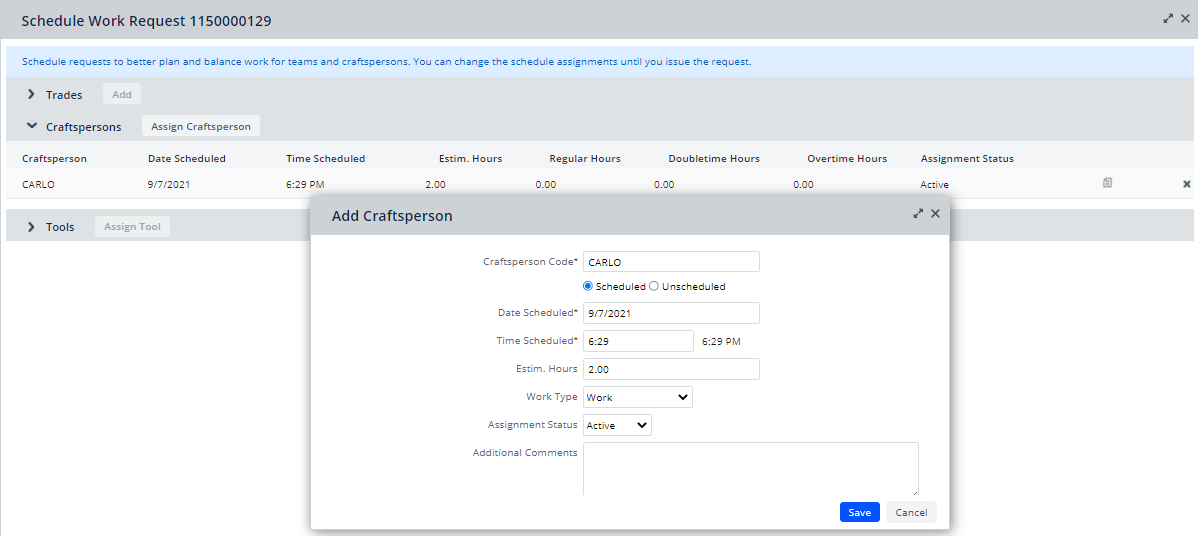 Schedule Work Request 1150000129
Schedule requests to better plan and balance work for teams and craftspersons. You can change the schedule assignments until you issue the request.
Trades Add
Craftspersons Assign Craftsperson
Craftsperson Date Scheduled Time Scheduled Estim. Hours Regular Hours Doubletime Hours Overtime Hours Assignment Status
CARLO 9/7/2021 6:29 PM 2.00 0.00 0.00 0.00 Active
Tools Assign Tool
Add Craftsperson
Craftsperson Code* CARLO
Scheduled Unscheduled
Date Scheduled* 9/7/2021
Time Scheduled* 6:29 6:29 PM
Estim. Hours 2.00
Work Type Work
Assignment Status Active
Additional Comments
Save Cancel